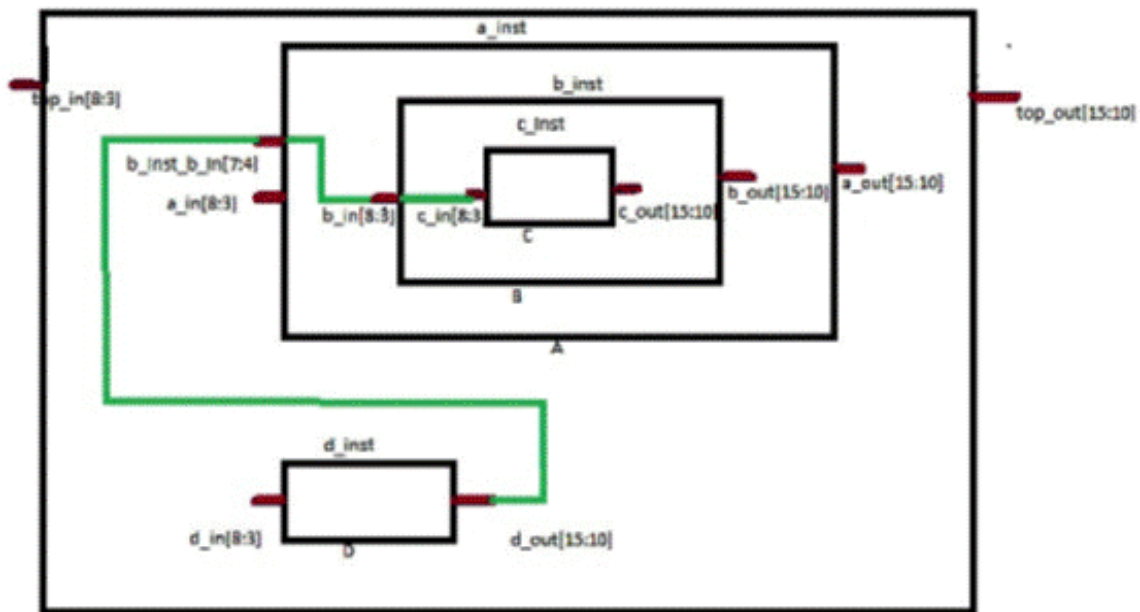 a_inst
b_inst
top_in[8:3]
c_inst
top_out[15:10]
b_inst_b_in[7:4]
a_out[15:10]
b_out[15:10]
a_in[8:3]
b_in[8:3]
c_in[8:3
c_out[15:10]
C
B
A
d_inst
d_in[8:3]
d_out[15:10]
D